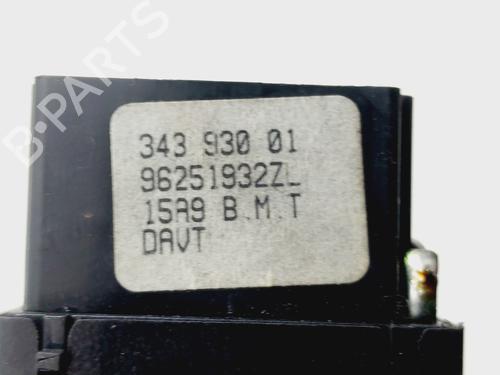 B-PARTS
343 930 01
96251932ZL
15A9 B.M.T
DAVT